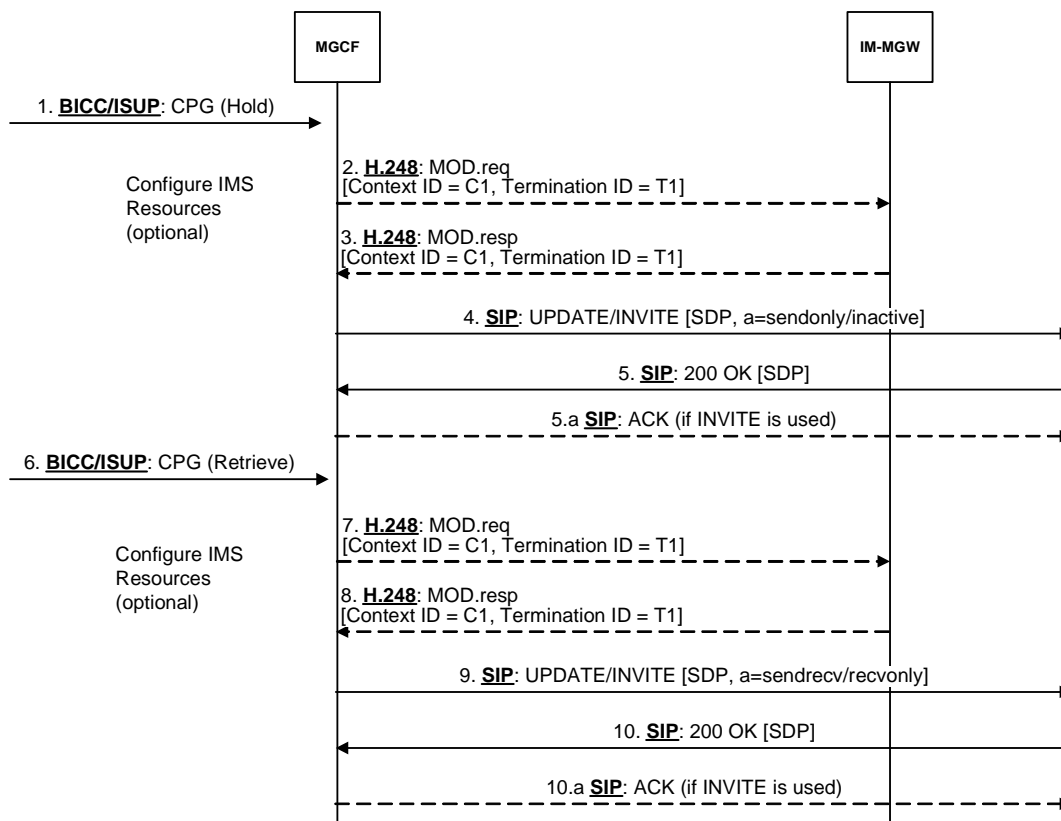 MGCF
IM-MGW
1. BICC/ISUP: CPG (Hold)
Configure IMS
Resources
(optional)
2. H.248: MOD.req
[Context ID = C1, Termination ID = T1]
3. H.248: MOD.resp
[Context ID = C1, Termination ID = T1]
4. SIP: UPDATE/INVITE [SDP, a=sendonly/inactive]
5. SIP: 200 OK [SDP]
5.a SIP: ACK (if INVITE is used)
6. BICC/ISUP: CPG (Retrieve)
Configure IMS
Resources
(optional)
7. H.248: MOD.req
[Context ID = C1, Termination ID = T1]
8. H.248: MOD.resp
[Context ID = C1, Termination ID = T1]
9. SIP: UPDATE/INVITE [SDP, a=sendrecv/recvonly]
10. SIP: 200 OK [SDP]
10.a SIP: ACK (if INVITE is used)